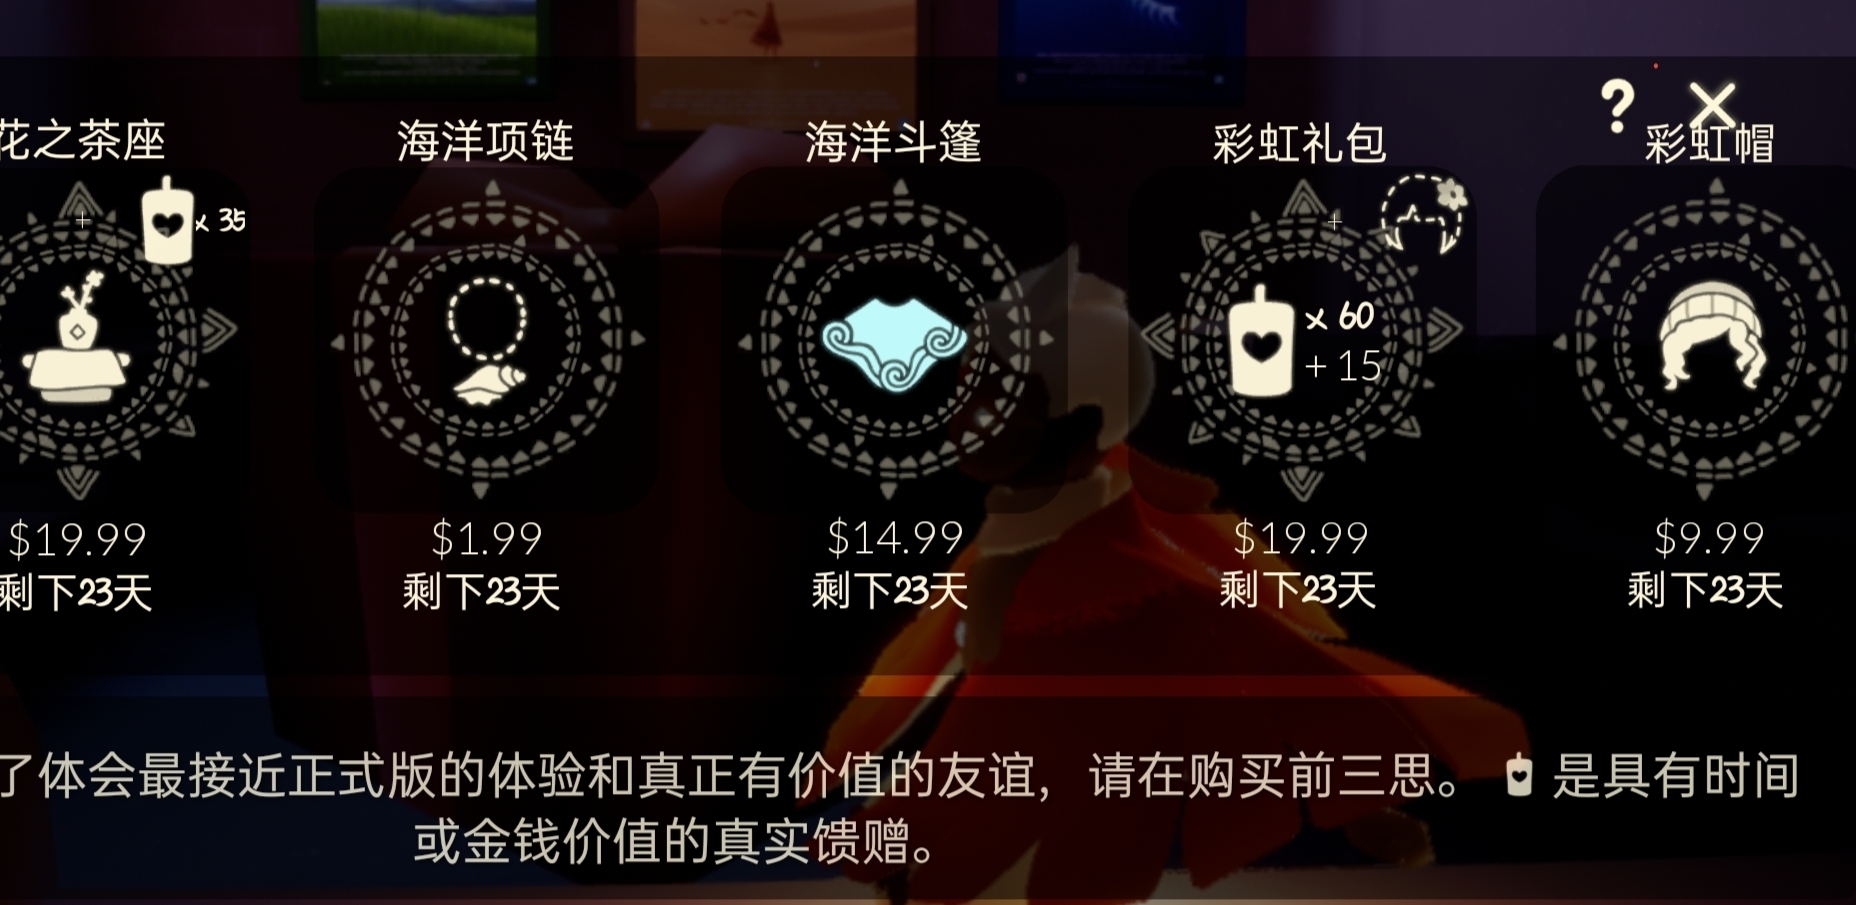 花之茶座
海洋项链
海洋斗篷
彩虹礼包
?
彩虹帽
x 35
x 60
+ 15
$19.99
剩下23天
$1.99
剩下23天
$14.99
剩下23天
$19.99
剩下23天
$9.99
剩下23天
了体会最接近正式版的体验和真正有价值的友谊，请在购买前三思。 是具有时间
或金钱价值的真实馈赠。